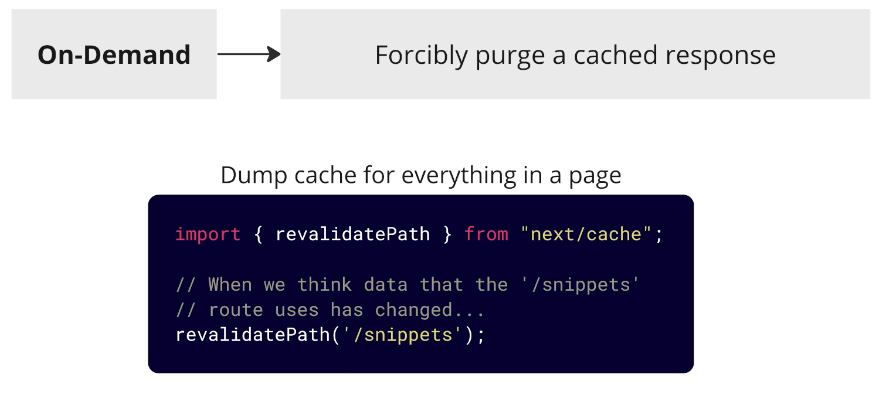 On-Demand
Forcibly purge a cached response
Dump cache for everything in a page
import { revalidatePath } from "next/cache";
// When we think data that the '/snippets'
// route uses has changed...
revalidatePath('/snippets');